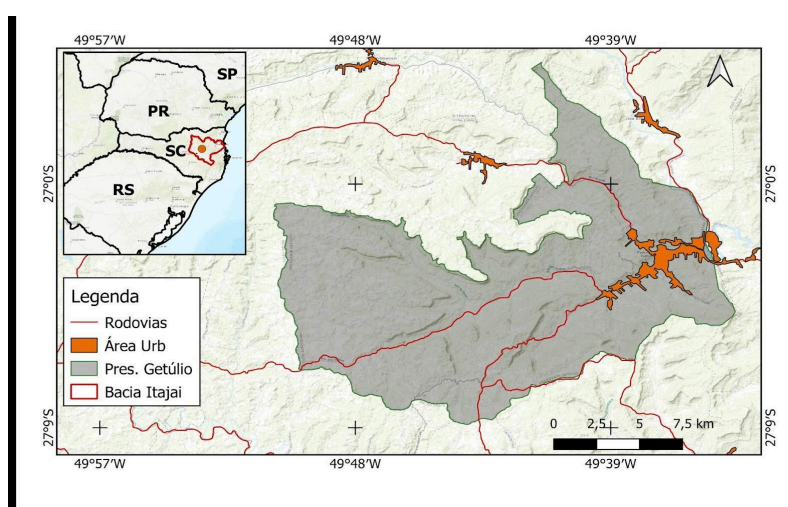 49°57'W 49°48'W 49°39'W
SP
PR
SC
RS
27°0'S 27°0'S
Legenda
Rodovias
Área Urb
Pres. Getúlio
Bacia Itajai
0 2,5 5 7,5 km
27°9'S 27°9'S
49°57'W 49°48'W 49°39'W